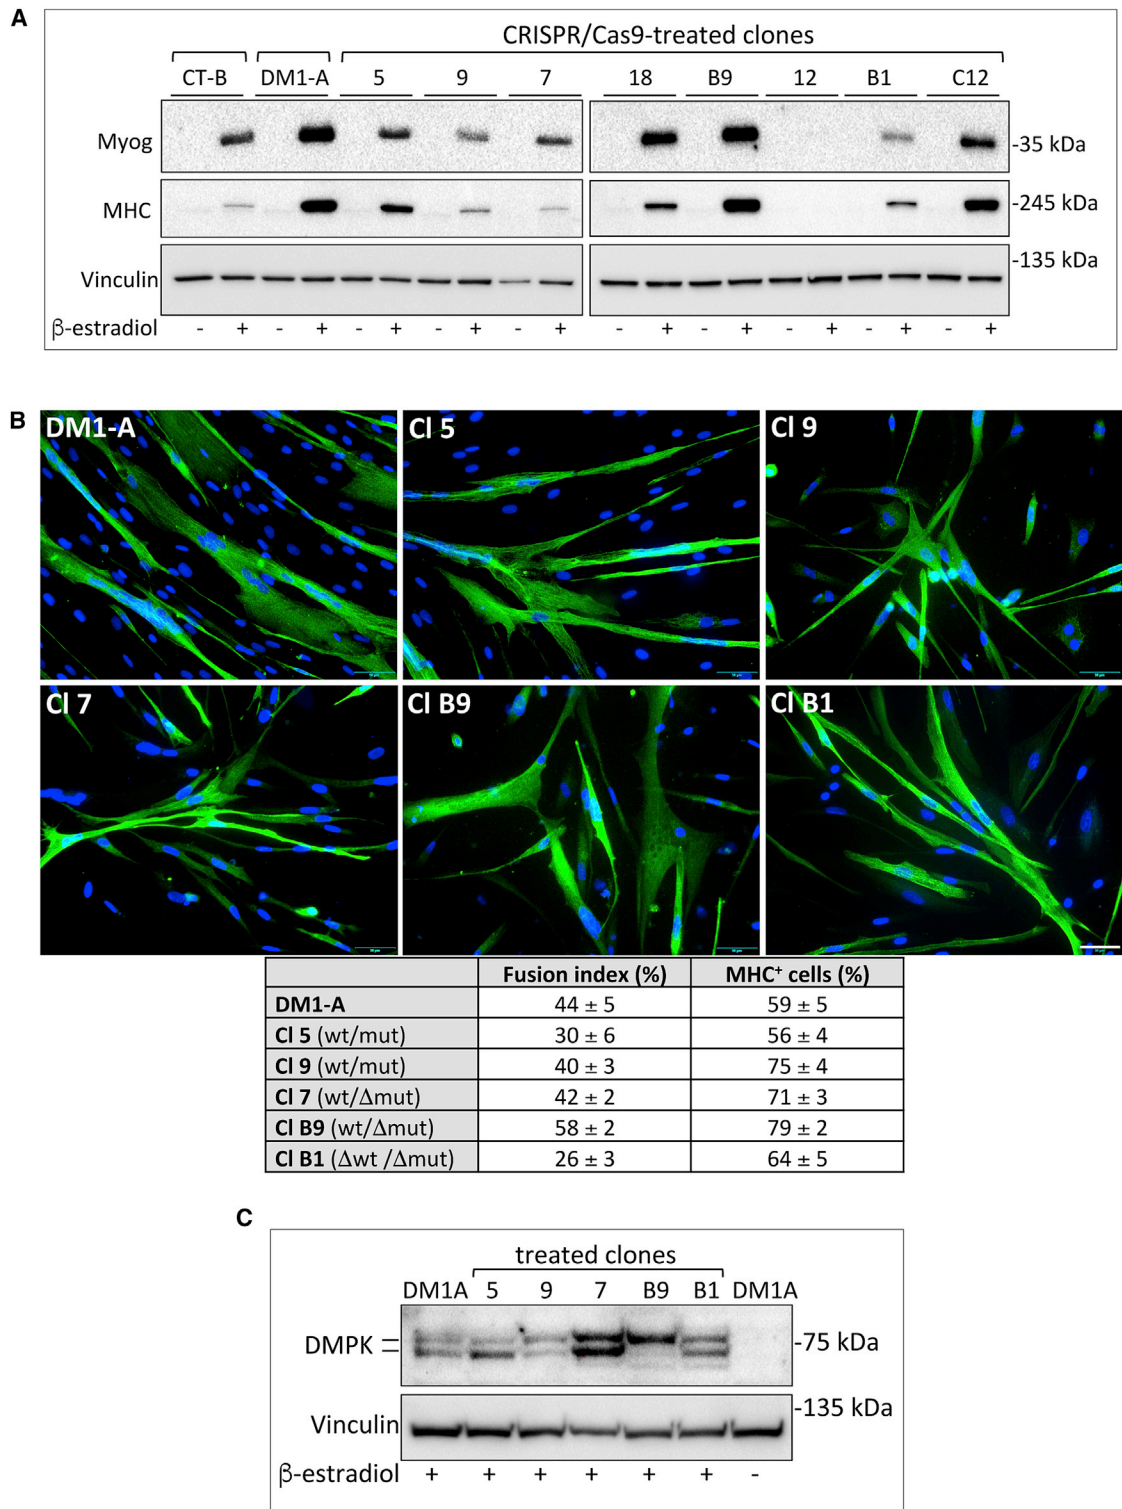 A
CRISPR/Cas9-treated clones
CT-B DM1-A 5 9 7 18 B9 12 B1 C12
Myog -35 kDa
MHC -245 kDa
-135 kDa
Vinculin
β-estradiol - + - + - + - + - + - + - + - + - + - +
B
DM1-A Cl 5 Cl 9
Cl 7 Cl B9 Cl B1
Fusion index (%) MHC⁺ cells (%)
DM1-A 44 ± 5 59 ± 5
Cl 5 (wt/mut) 30 ± 6 56 ± 4
Cl 9 (wt/mut) 40 ± 3 75 ± 4
Cl 7 (wt/Δmut) 42 ± 2 71 ± 3
Cl B9 (wt/Δmut) 58 ± 2 79 ± 2
Cl B1 (Δwt /Δmut) 26 ± 3 64 ± 5
C
treated clones
DM1A 5 9 7 B9 B1 DM1A
DMPK -75 kDa
-135 kDa
Vinculin
β-estradiol + + + + + + -